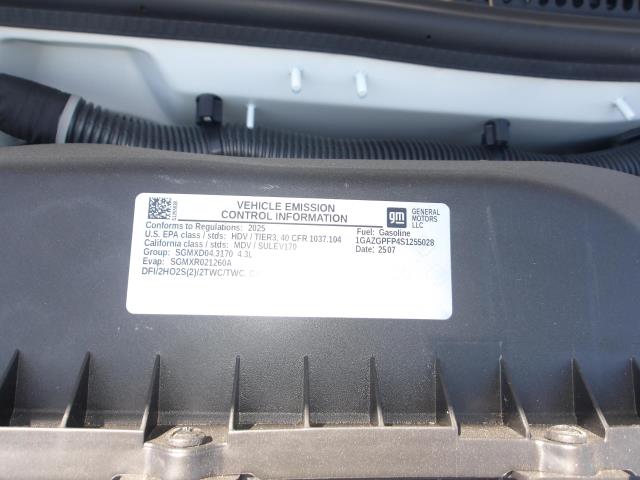 VEHICLE EMISSION
CONTROL INFORMATION
gm GENERAL MOTORS LLC
Conforms to Regulations: 2025
U.S. EPA class / stds: HDV / TIER3, 40 CFR 1037.104
California class / stds: MDV / SULEV170
Group: SGMXD04.3170 4.3L
Evap: SGMXR021260A
DFI/2HO2S(2)/2TWC/TWC,
Fuel: Gasoline
1GAZGPFP4S1255028
Date: 2507